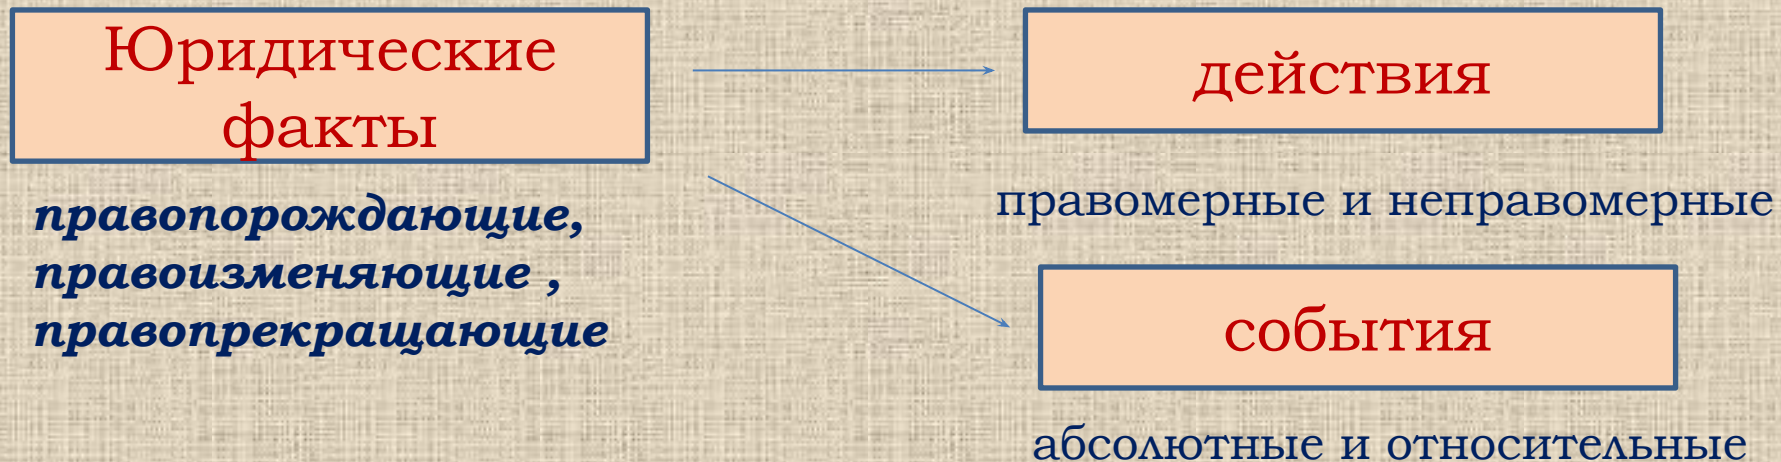 Юридические
факты
правопорождающие,
правоизменяющие ,
правопрекращающие
действия
правомерные и неправомерные
события
абсолютные и относительные